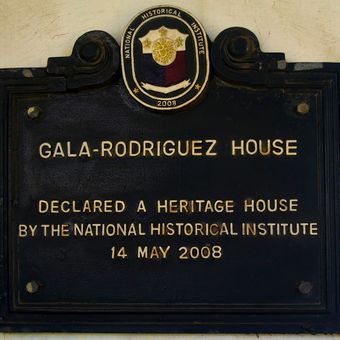 NATIONAL HISTORICAL INSTITUTE
2008
GALA-RODRIGUEZ HOUSE
DECLARED A HERITAGE HOUSE
BY THE NATIONAL HISTORICAL INSTITUTE
14 MAY 2008